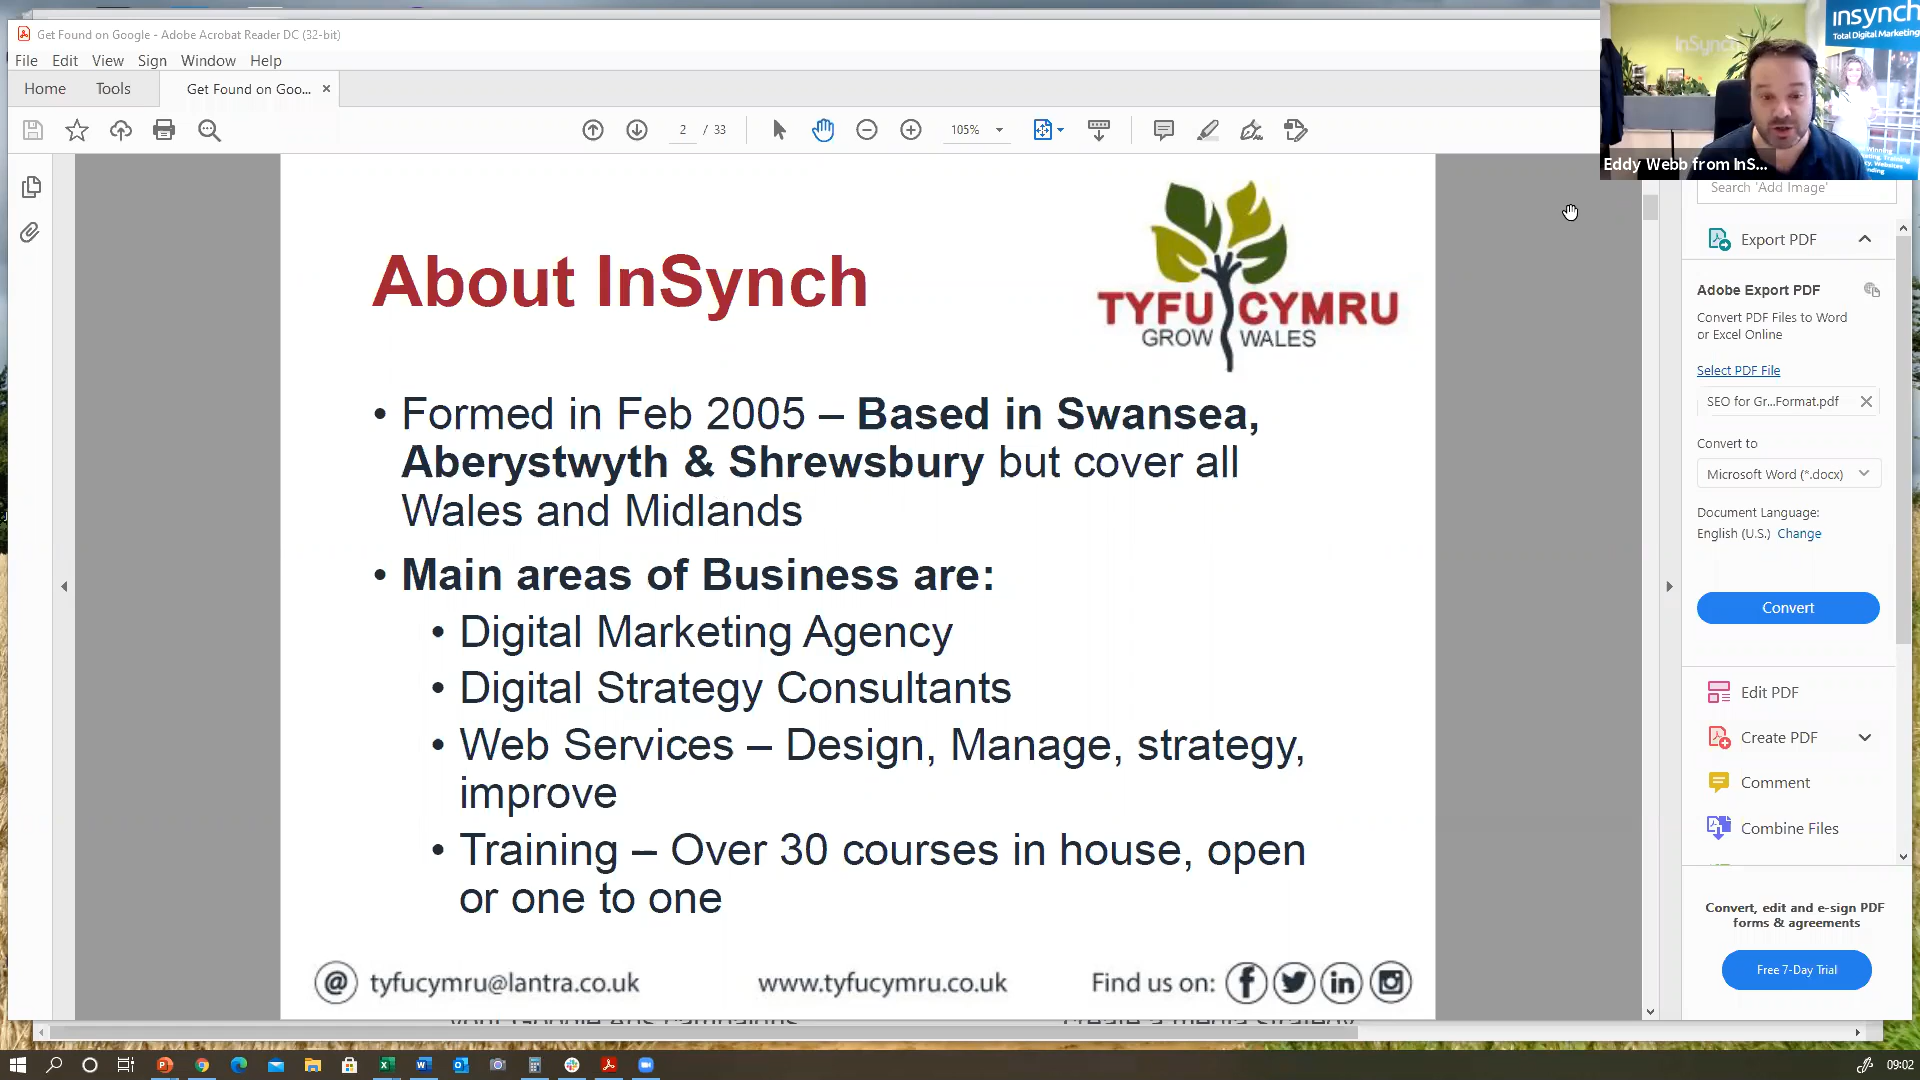 Get Found on Google - Adobe Acrobat Reader DC (32-bit)
File Edit View Sign Window Help
Home Tools Get Found on Goo... ×
2 / 33 105%
insynch
Total Digital Marketing
InSynch
Eddy Webb from InS...
Search 'Add Image'
About InSynch
TYFU CYMRU
GROW WALES
• Formed in Feb 2005 – Based in Swansea,
Aberystwyth & Shrewsbury but cover all
Wales and Midlands
• Main areas of Business are:
• Digital Marketing Agency
• Digital Strategy Consultants
• Web Services – Design, Manage, strategy,
improve
• Training – Over 30 courses in house, open
or one to one
@ tyfucymru@lantra.co.uk www.tyfucymru.co.uk Find us on:
Export PDF
Adobe Export PDF
Convert PDF Files to Word
or Excel Online
Select PDF File
SEO for Gr...Format.pdf
Convert to
Microsoft Word (*.docx)
Document Language:
English (U.S.) Change
Convert
Edit PDF
Create PDF
Comment
Combine Files
Convert, edit and e-sign PDF
forms & agreements
Free 7-Day Trial
09:02